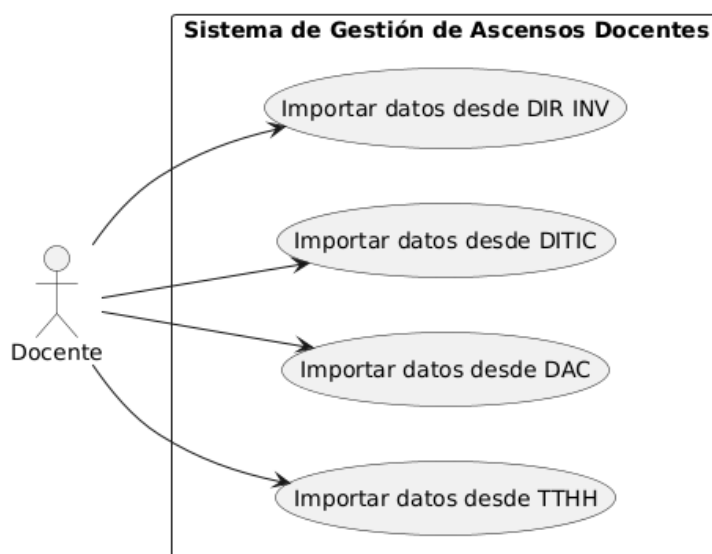 Sistema de Gestión de Ascensos Docentes
Importar datos desde DIR INV
Importar datos desde DITIC
Docente
Importar datos desde DAC
Importar datos desde TTHH